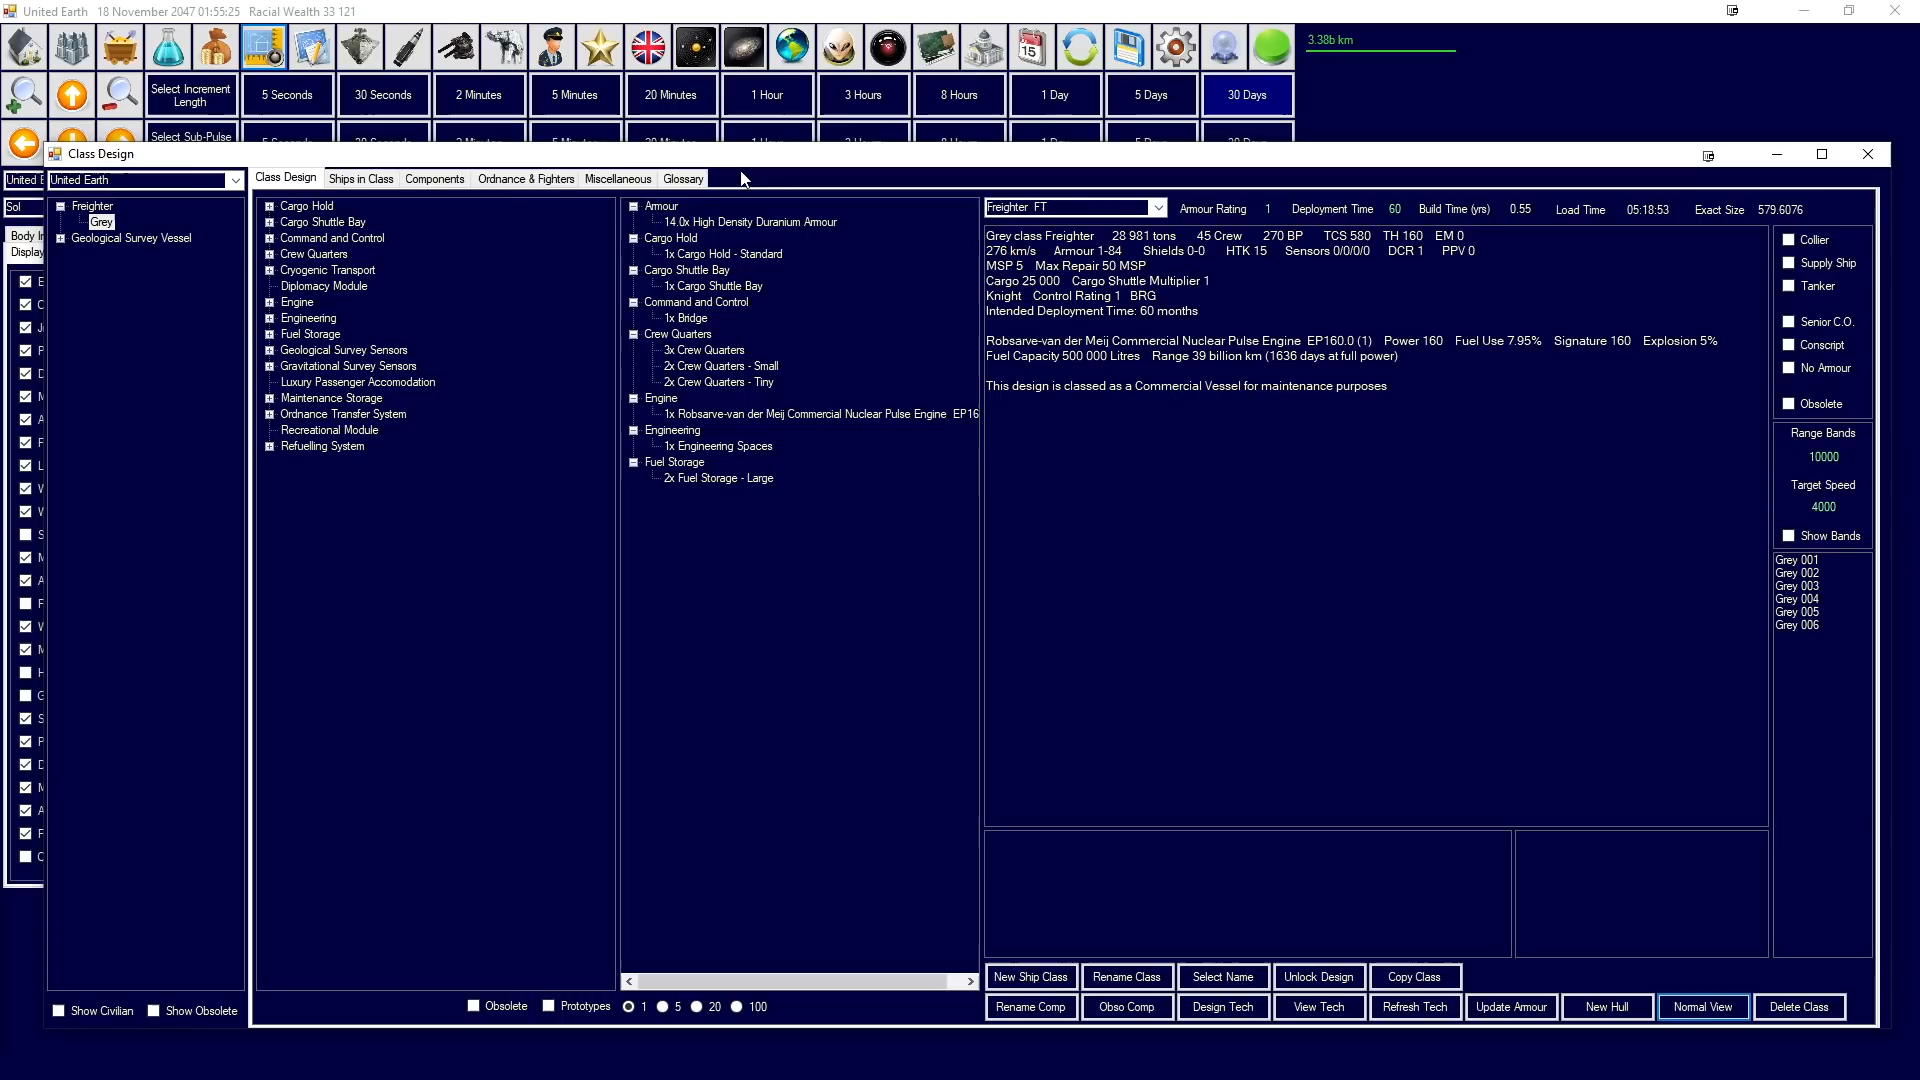 United Earth 18 November 2047 01:55:25 Racial Wealth 33 121
3.38b km
Select Increment Length
5 Seconds
30 Seconds
2 Minutes
5 Minutes
20 Minutes
1 Hour
3 Hours
8 Hours
1 Day
5 Days
30 Days
Select Sub-Pulse
Class Design
United E
Sol
Body In
Display
United Earth
Freighter
Grey
Geological Survey Vessel
Show Civilian
Show Obsolete
Class Design
Ships in Class
Components
Ordnance & Fighters
Miscellaneous
Glossary
Cargo Hold
Cargo Shuttle Bay
Command and Control
Crew Quarters
Cryogenic Transport
Diplomacy Module
Engine
Engineering
Fuel Storage
Geological Survey Sensors
Gravitational Survey Sensors
Luxury Passenger Accomodation
Maintenance Storage
Ordnance Transfer System
Recreational Module
Refuelling System
Armour
14.0x High Density Duranium Armour
Cargo Hold
1x Cargo Hold - Standard
Cargo Shuttle Bay
1x Cargo Shuttle Bay
Command and Control
1x Bridge
Crew Quarters
3x Crew Quarters
2x Crew Quarters - Small
2x Crew Quarters - Tiny
Engine
1x Robsarve-van der Meij Commercial Nuclear Pulse Engine EP16
Engineering
1x Engineering Spaces
Fuel Storage
2x Fuel Storage - Large
Obsolete
Prototypes
1
5
20
100
Freighter FT
Armour Rating 1
Deployment Time 60
Build Time (yrs) 0.55
Load Time 05:18:53
Exact Size 579.6076
Grey class Freighter 28 981 tons 45 Crew 270 BP TCS 580 TH 160 EM 0
276 km/s Armour 1-84 Shields 0-0 HTK 15 Sensors 0/0/0/0 DCR 1 PPV 0
MSP 5 Max Repair 50 MSP
Cargo 25 000 Cargo Shuttle Multiplier 1
Knight Control Rating 1 BRG
Intended Deployment Time: 60 months
Robsarve-van der Meij Commercial Nuclear Pulse Engine EP160.0 (1) Power 160 Fuel Use 7.95% Signature 160 Explosion 5%
Fuel Capacity 500 000 Litres Range 39 billion km (1636 days at full power)
This design is classed as a Commercial Vessel for maintenance purposes
Collier
Supply Ship
Tanker
Senior C.O.
Conscript
No Armour
Obsolete
Range Bands
10000
Target Speed
4000
Show Bands
Grey 001
Grey 002
Grey 003
Grey 004
Grey 005
Grey 006
New Ship Class
Rename Class
Select Name
Unlock Design
Copy Class
Rename Comp
Obso Comp
Design Tech
View Tech
Refresh Tech
Update Armour
New Hull
Normal View
Delete Class